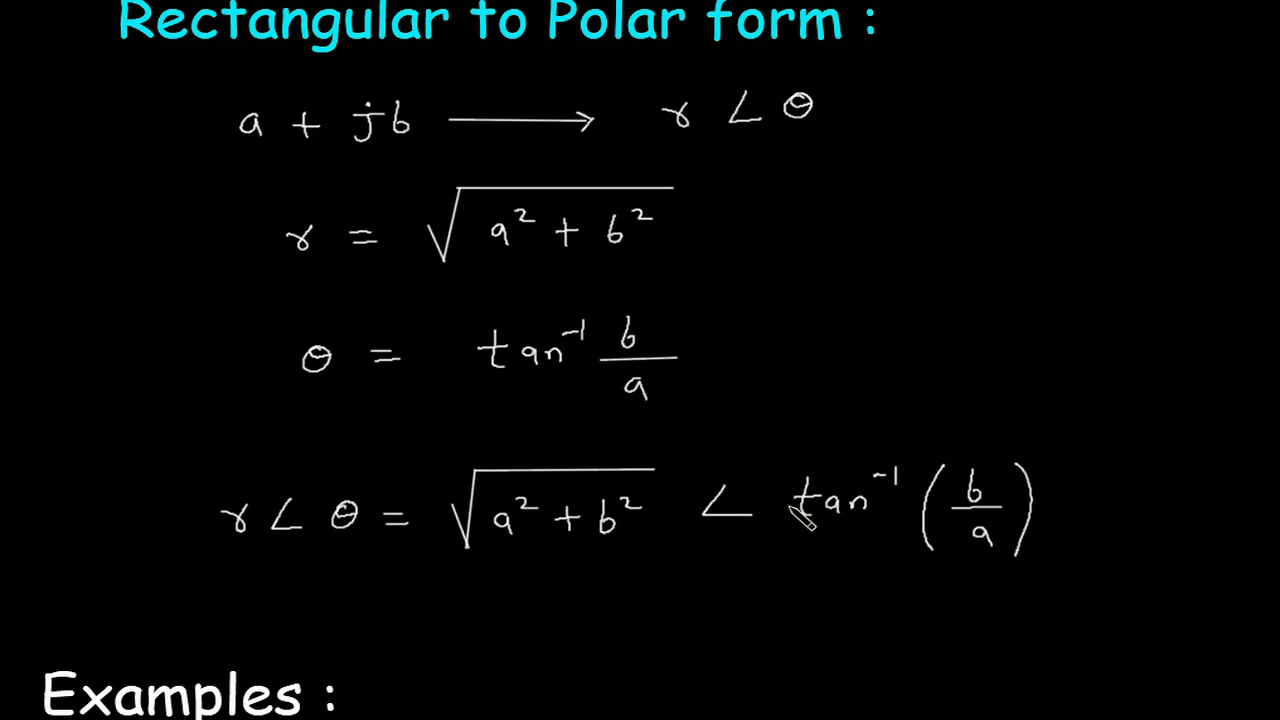 Rectangular to Polar form :
a + jb ⟶ r ∠ θ
r = √(a² + b²)
θ = tan⁻¹ b/a
r ∠ θ = √(a² + b²) ∠ tan⁻¹ (b/a)
Examples :